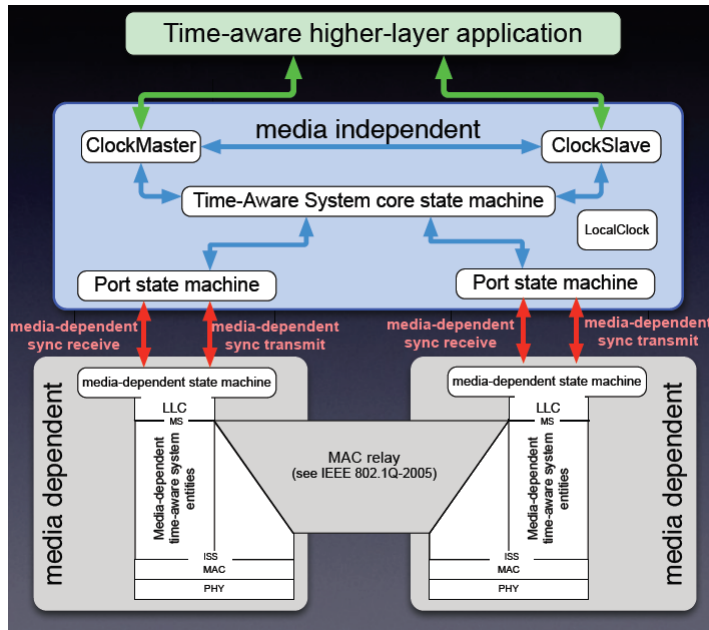 Time-aware higher-layer application
media independent
ClockMaster
ClockSlave
Time-Aware System core state machine
LocalClock
Port state machine
Port state machine
media-dependent
sync receive
media-dependent
sync transmit
media-dependent
sync receive
media-dependent
sync transmit
media dependent
media-dependent state machine
LLC
MS
Media-dependent
time-aware system
entities
ISS
MAC
PHY
MAC relay
(see IEEE 802.1Q-2005)
media-dependent state machine
LLC
MS
Media-dependent
time-aware system
entities
ISS
MAC
PHY
media dependent